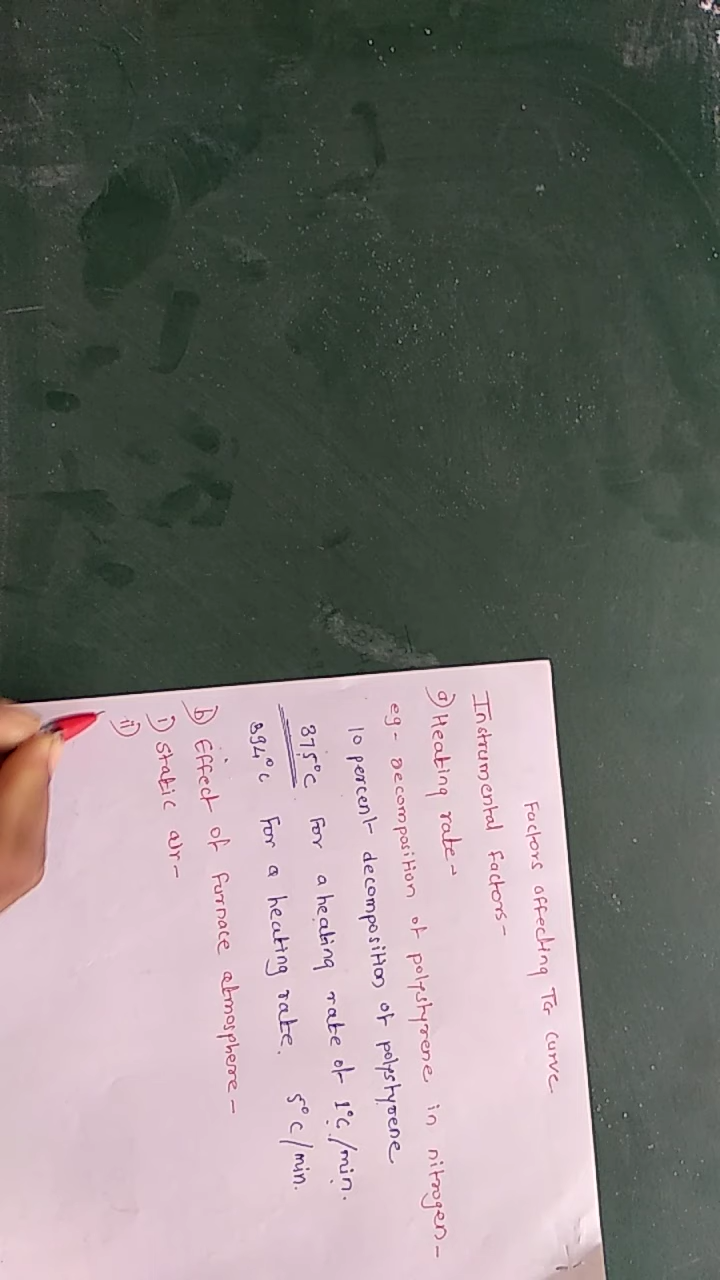 Factors affecting TG curve
Instrumental factors-
a) Heating rate-
eg- decomposition of polystyrene in nitrogen-
10 percent decomposition of polystyrene
375°C for a heating rate of 1°C/min.
394°C for a heating rate. 5°C/min.
b) Effect of furnace atmosphere-
i) static air-
ii)